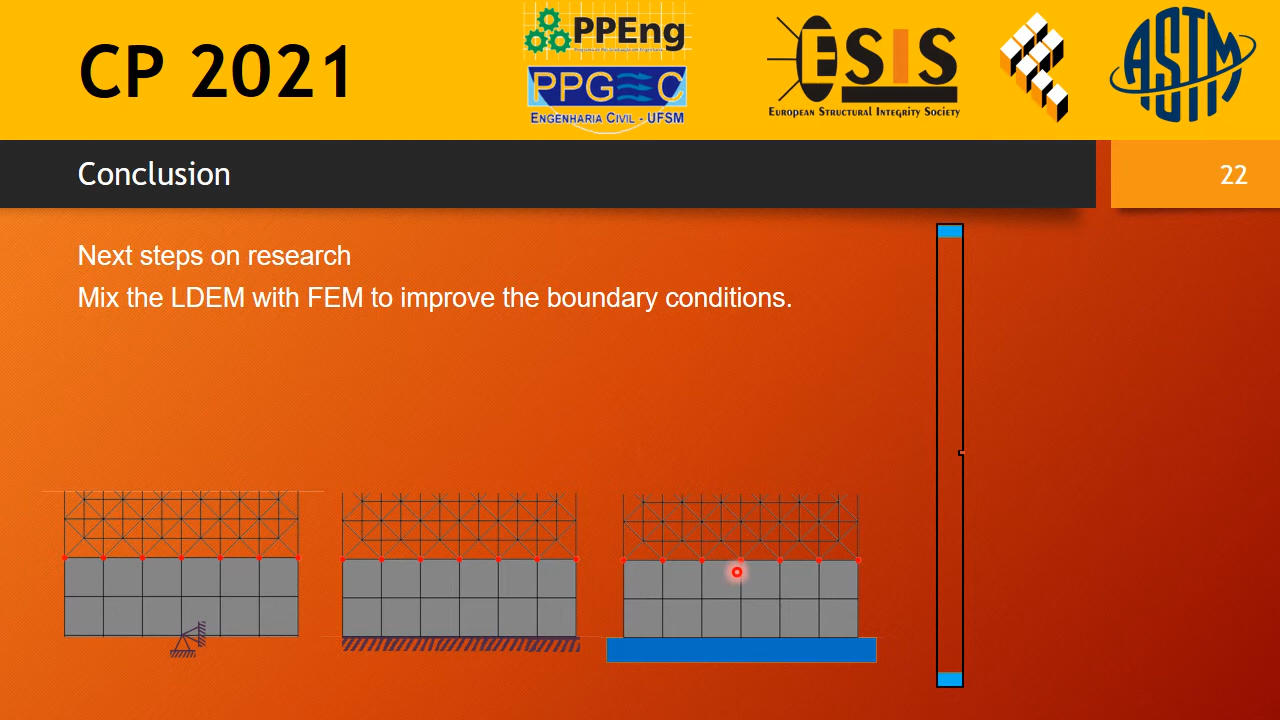 CP 2021
PPEng
PPG C
ENGENHARIA CIVIL - UFSM
ESIS
European Structural Integrity Society
ASTM
Conclusion
22
Next steps on research
Mix the LDEM with FEM to improve the boundary conditions.